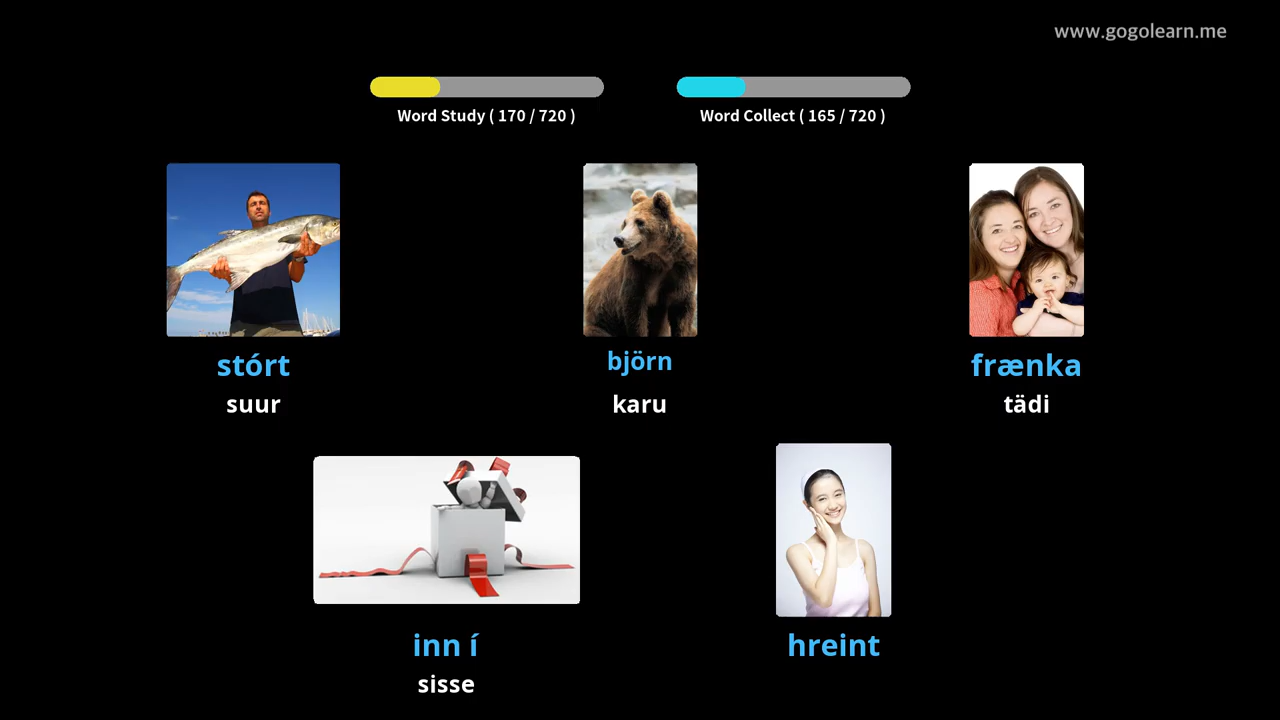 www.gogolearn.me
Word Study ( 170 / 720 )
Word Collect ( 165 / 720 )
stórt
suur
björn
karu
frænka
tädi
inn í
sisse
hreint